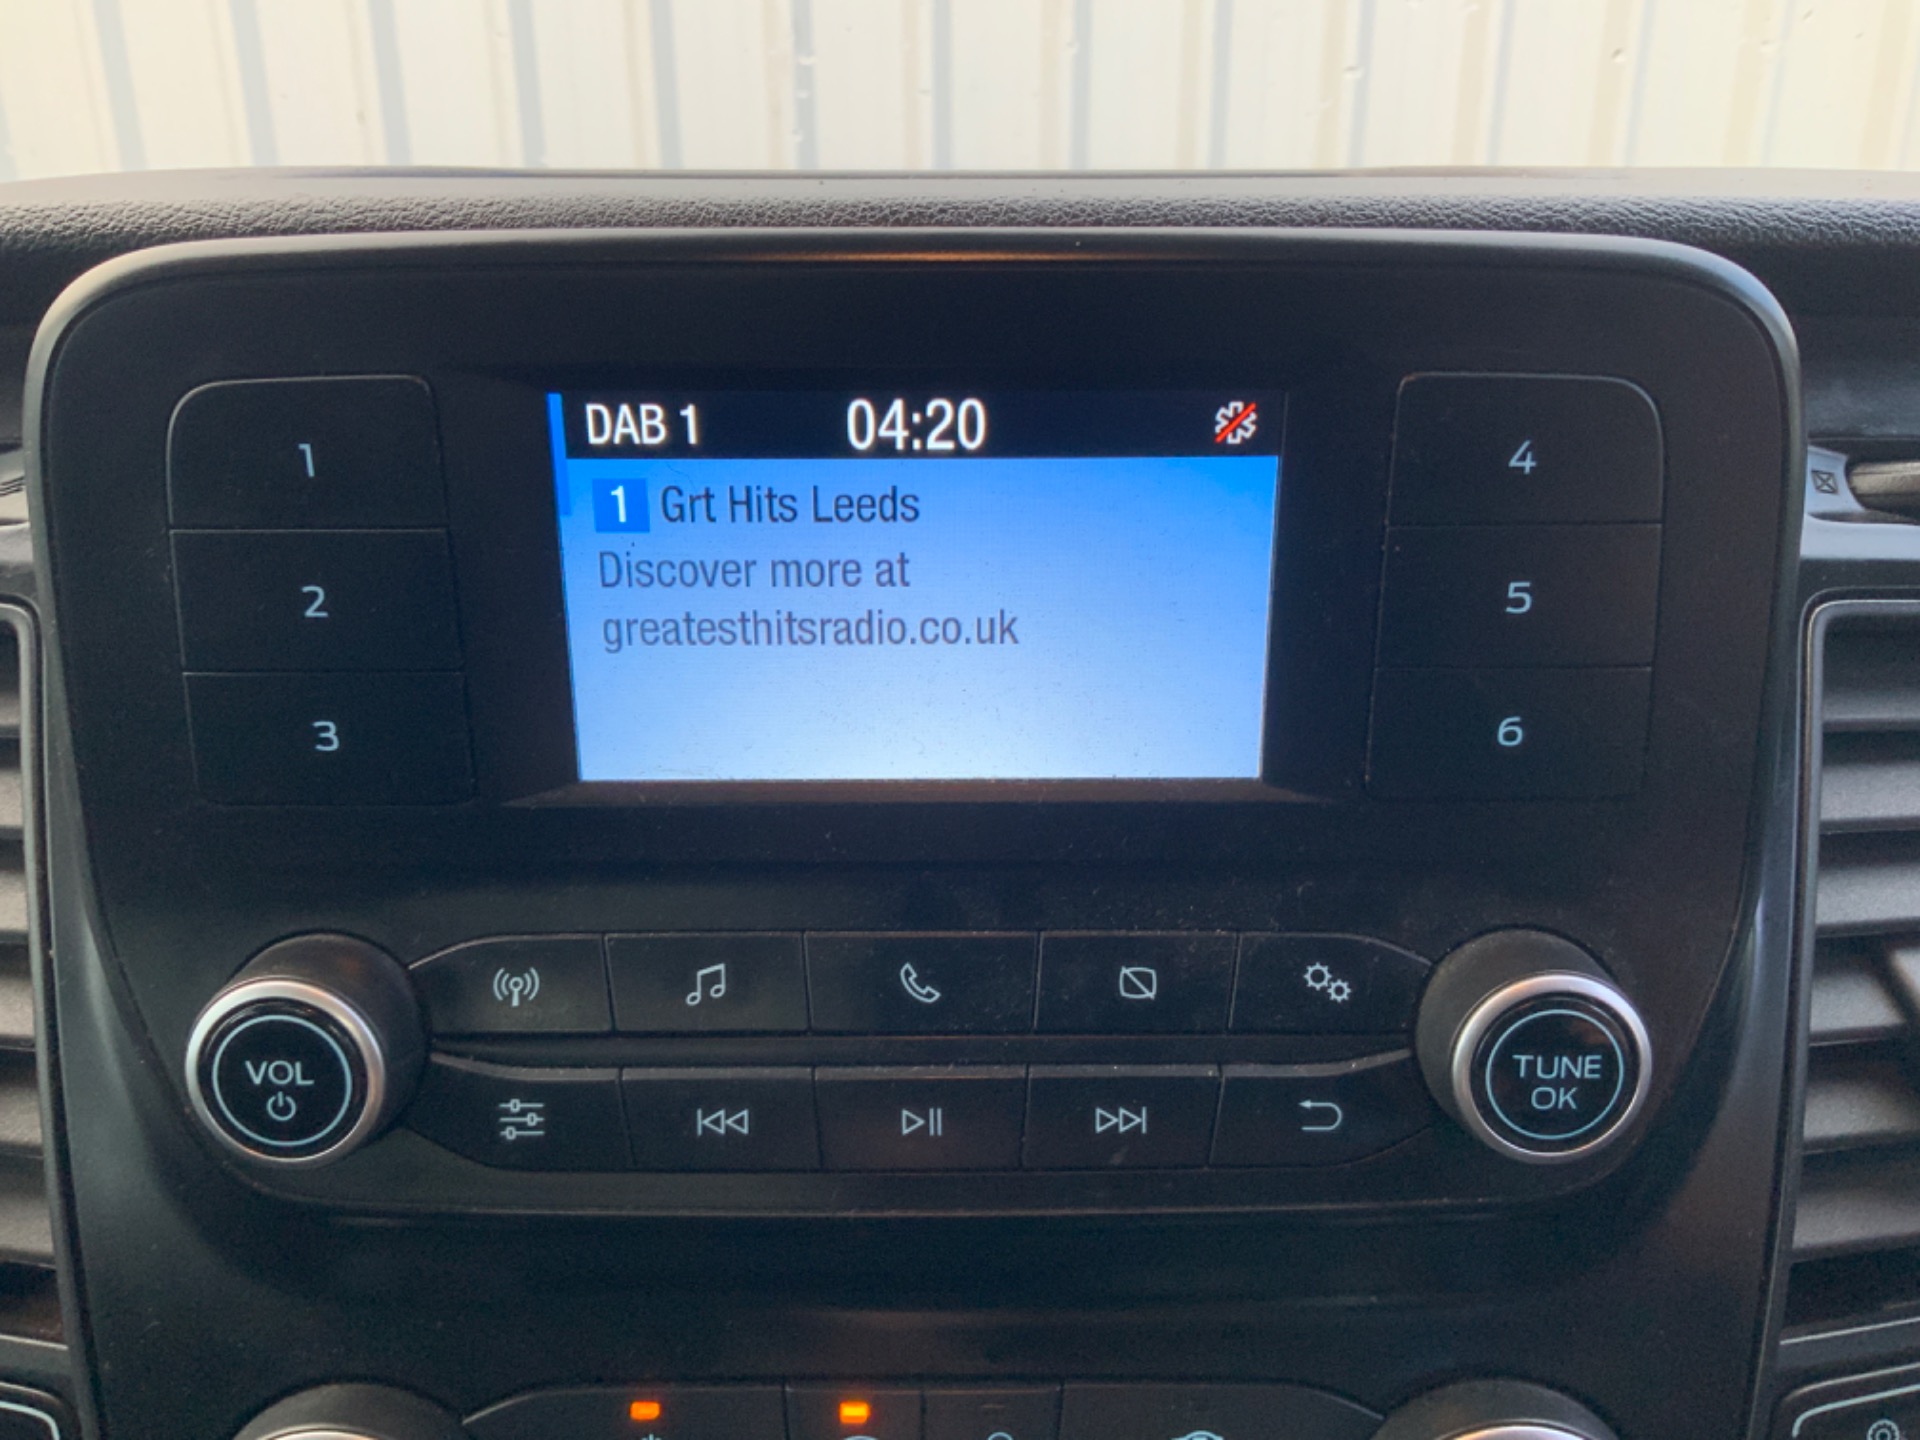 DAB 1 04:20
1 Grt Hits Leeds
Discover more at
greatesthitsradio.co.uk
1
2
3
4
5
6
VOL
TUNE
OK